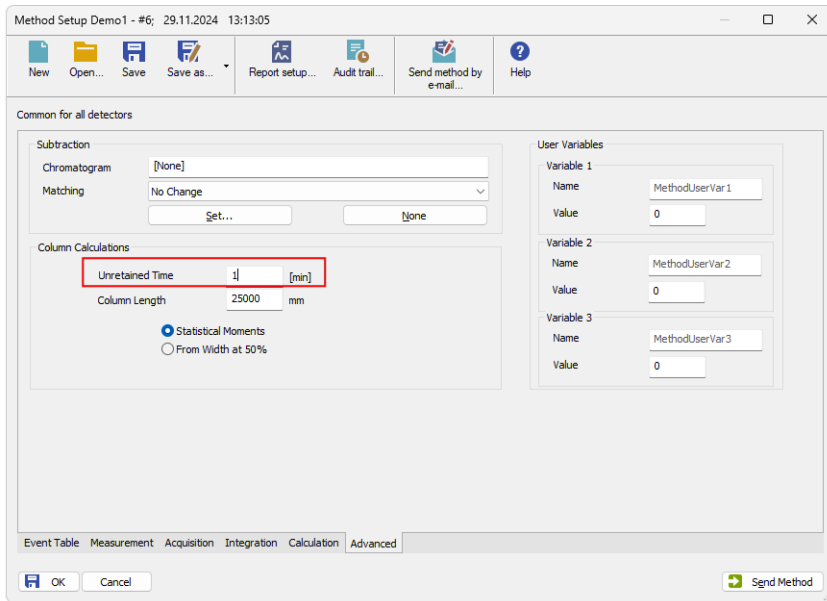 Method Setup Demo1 - #6; 29.11.2024 13:13:05
New Open... Save Save as... Report setup... Audit trail... Send method by e-mail... Help
Common for all detectors
Subtraction
Chromatogram [None]
Matching No Change
Set... None
Column Calculations
Unretained Time 1 [min]
Column Length 25000 mm
Statistical Moments
From Width at 50%
User Variables
Variable 1
Name MethodUserVar1
Value 0
Variable 2
Name MethodUserVar2
Value 0
Variable 3
Name MethodUserVar3
Value 0
Event Table Measurement Acquisition Integration Calculation Advanced
OK Cancel Send Method